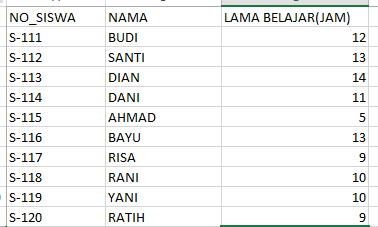 NO_SISWA NAMA LAMA BELAJAR(JAM)
S-111 BUDI 12
S-112 SANTI 13
S-113 DIAN 14
S-114 DANI 11
S-115 AHMAD 5
S-116 BAYU 13
S-117 RISA 9
S-118 RANI 10
S-119 YANI 10
S-120 RATIH 9